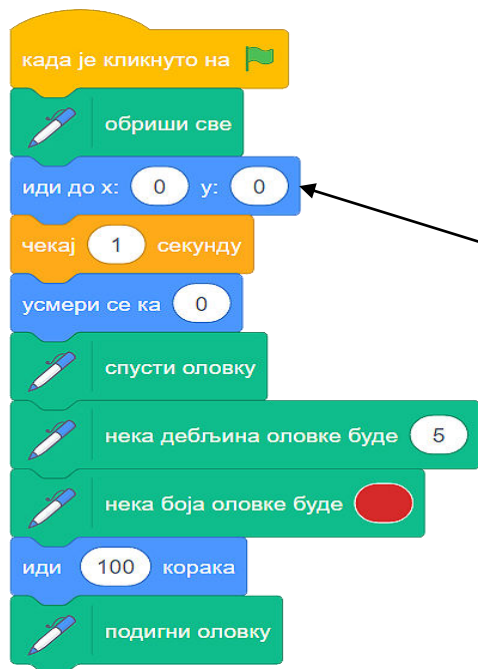 када је кликнуто на
обриши све
иди до x: 0 y: 0
чекај 1 секунду
усмери се ка 0
спусти оловку
нека дебљина оловке буде 5
нека боја оловке буде
иди 100 корака
подигни оловку